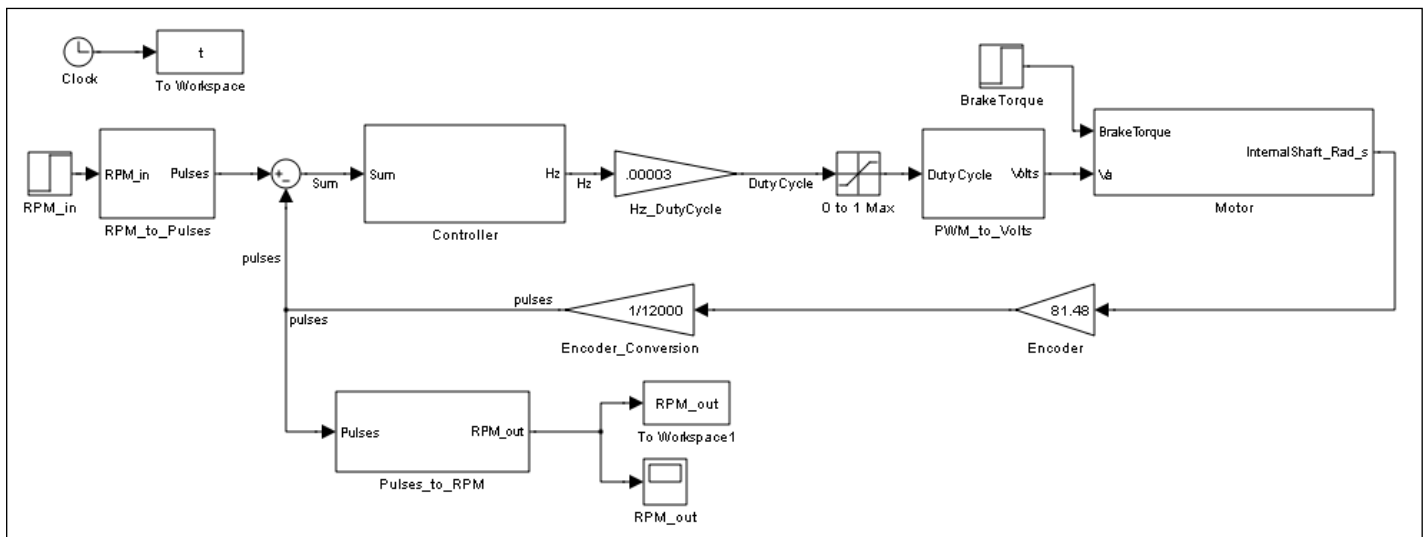 t
Clock
To Workspace
BrakeTorque
RPM_in
Pulses
RPM_in
RPM_to_Pulses
+
-
Sum
Sum
Hz
Controller
Hz
.00003
Hz_DutyCycle
DutyCycle
0 to 1 Max
DutyCycle
Volts
PWM_to_Volts
BrakeTorque
InternalShaft_Rad_s
Va
Motor
pulses
pulses
pulses
1/12000
Encoder_Conversion
81.48
Encoder
Pulses
RPM_out
Pulses_to_RPM
RPM_out
To Workspace1
RPM_out